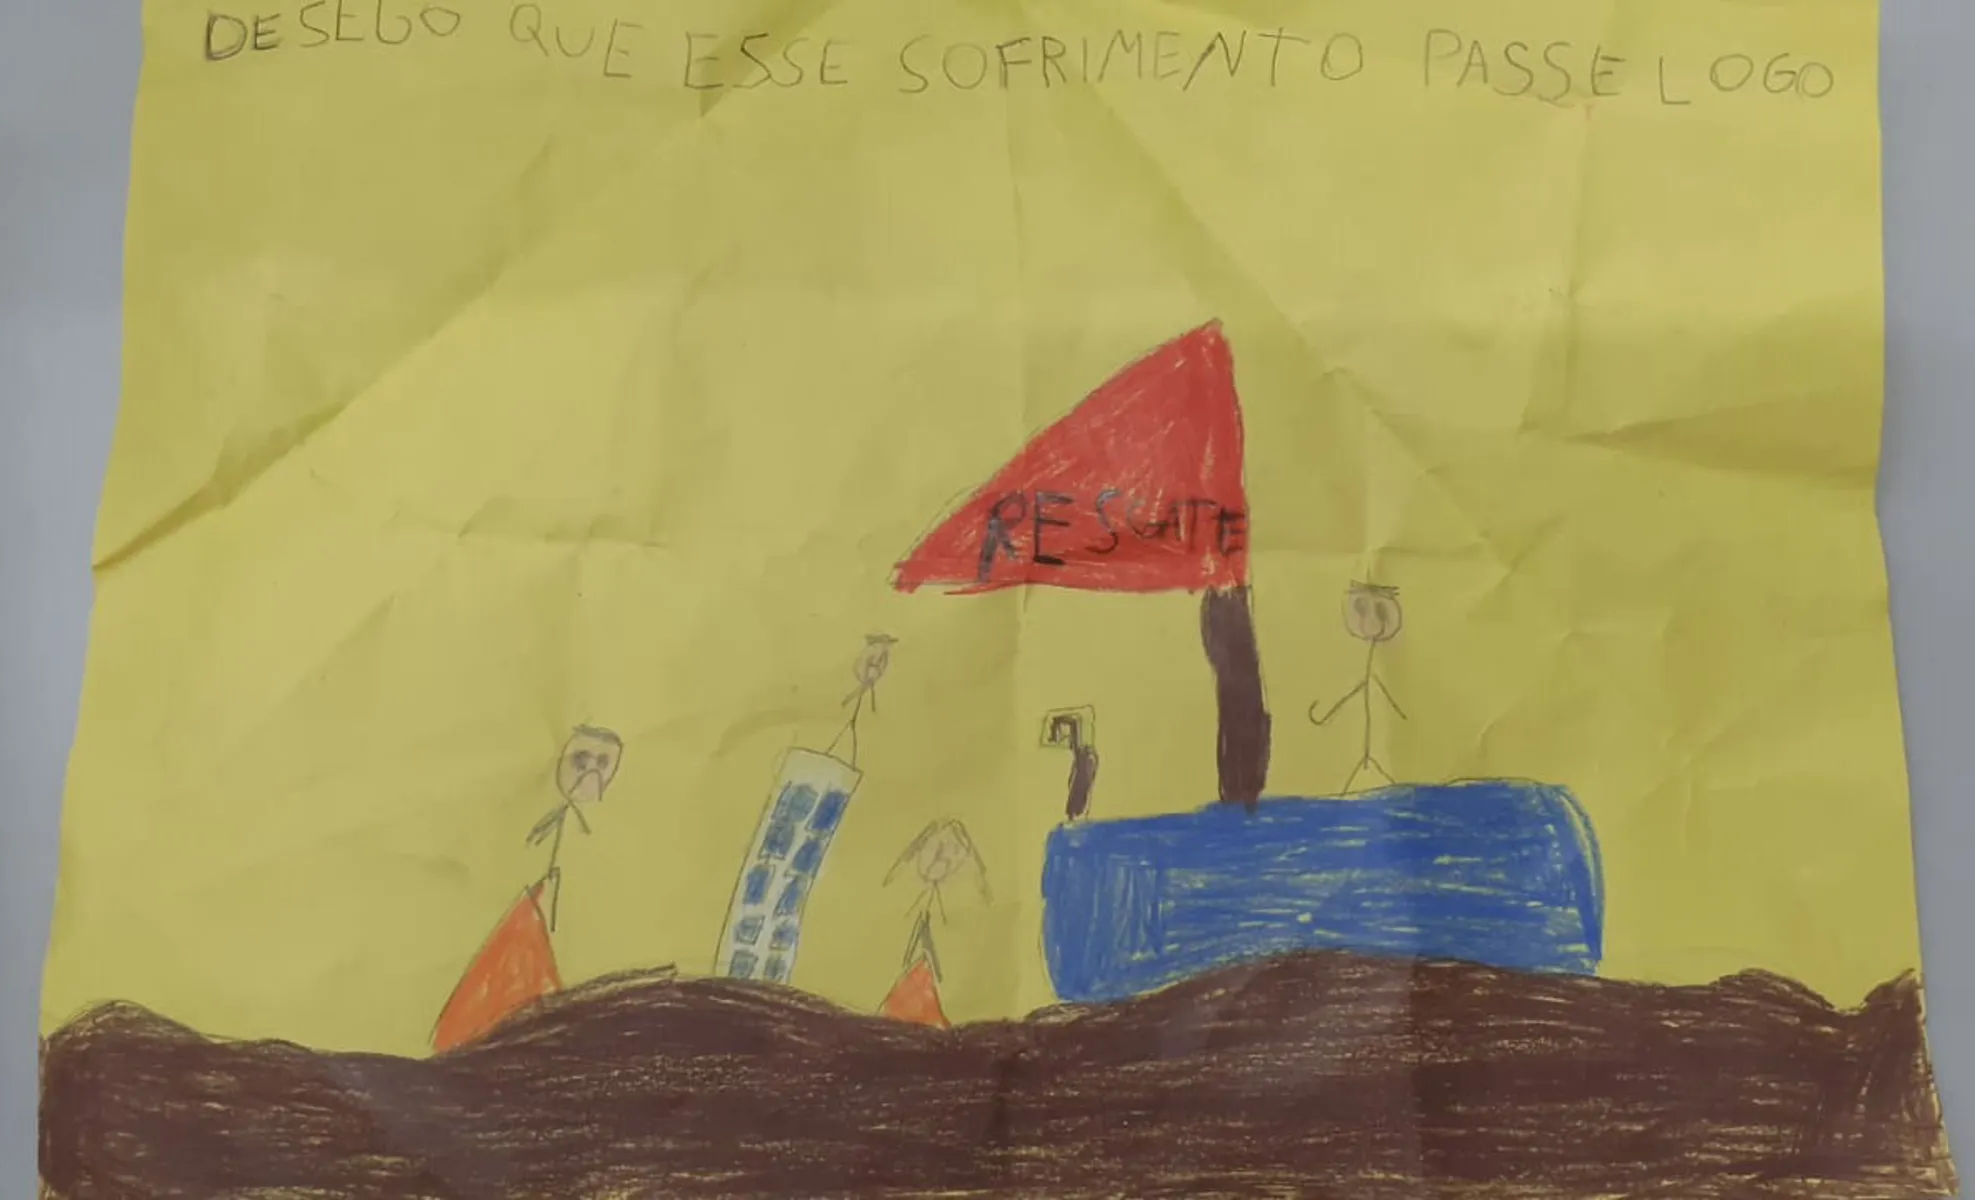 DESEGO QUE ESSE SOFRIMENTO PASSE LOGO
RESGATE